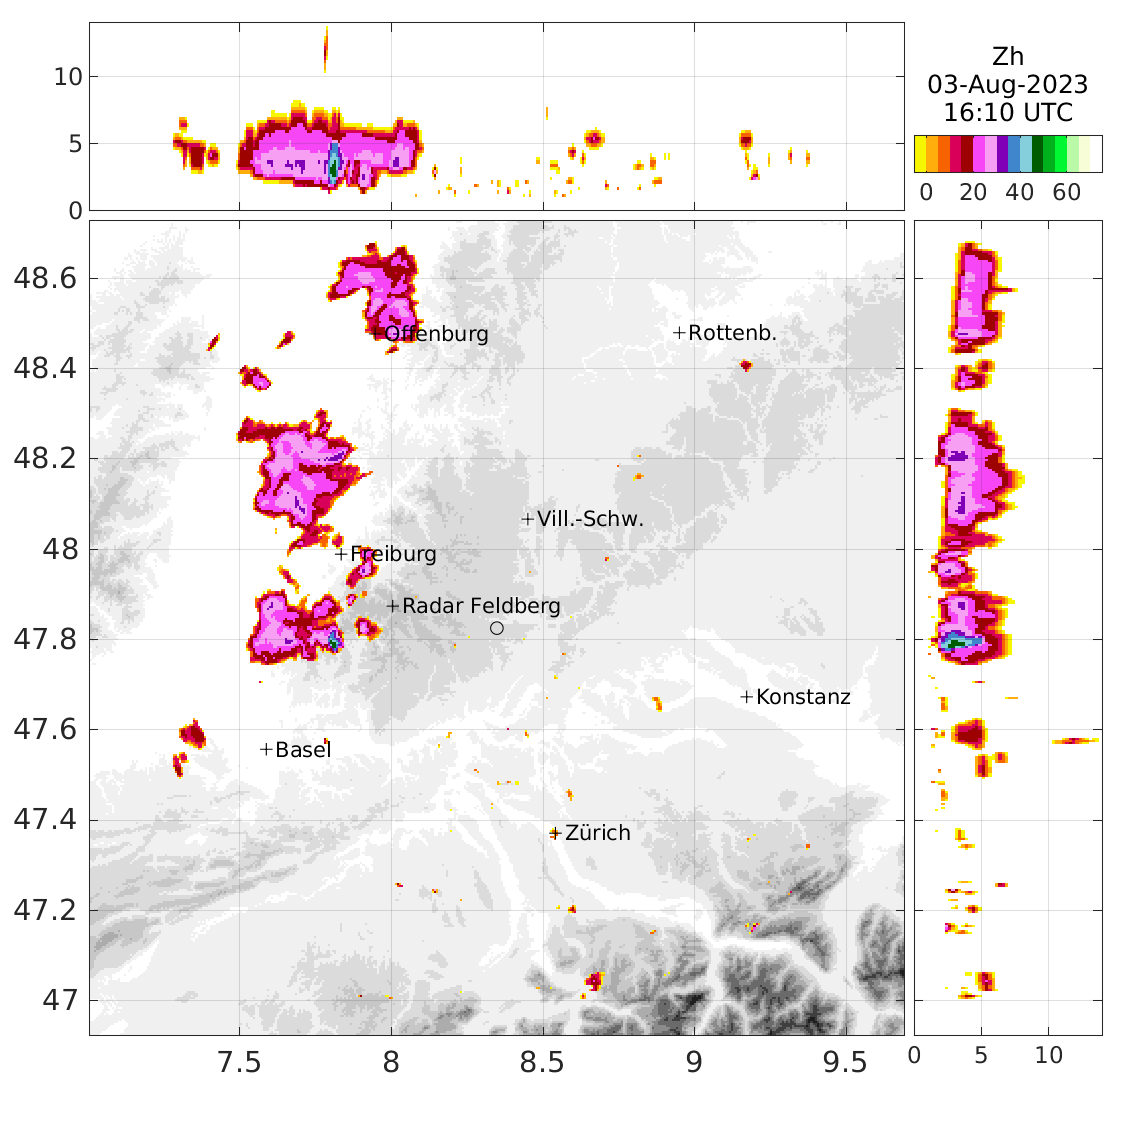 10
5
0
Zh
03-Aug-2023
16:10 UTC
0 20 40 60
48.6
48.4
48.2
48
47.8
47.6
47.4
47.2
47
Offenburg
Rottenb.
Vill.-Schw.
Freiburg
Radar Feldberg
Konstanz
Basel
Zürich
7.5 8 8.5 9 9.5
0 5 10